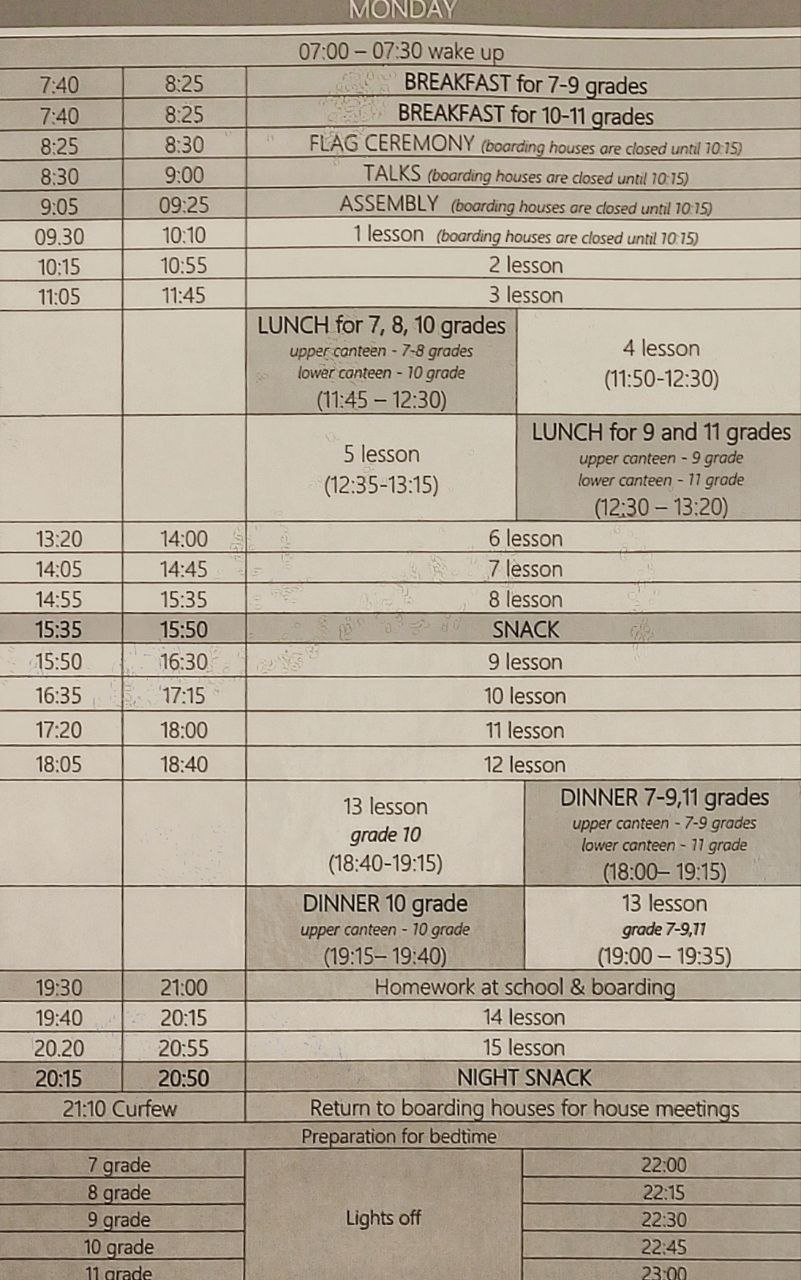 MONDAY
07:00 – 07:30 wake up
7:40 8:25 BREAKFAST for 7-9 grades
7:40 8:25 BREAKFAST for 10-11 grades
8:25 8:30 FLAG CEREMONY (boarding houses are closed until 10:15)
8:30 9:00 TALKS (boarding houses are closed until 10:15)
9:05 09:25 ASSEMBLY (boarding houses are closed until 10:15)
09.30 10:10 1 lesson (boarding houses are closed until 10:15)
10:15 10:55 2 lesson
11:05 11:45 3 lesson
LUNCH for 7, 8, 10 grades
upper canteen - 7-8 grades
lower canteen - 10 grade
(11:45 – 12:30)
4 lesson
(11:50-12:30)
5 lesson
(12:35-13:15)
LUNCH for 9 and 11 grades
upper canteen - 9 grade
lower canteen - 11 grade
(12:30 – 13:20)
13:20 14:00 6 lesson
14:05 14:45 7 lesson
14:55 15:35 8 lesson
15:35 15:50 SNACK
15:50 16:30 9 lesson
16:35 17:15 10 lesson
17:20 18:00 11 lesson
18:05 18:40 12 lesson
13 lesson
grade 10
(18:40-19:15)
DINNER 7-9,11 grades
upper canteen - 7-9 grades
lower canteen - 11 grade
(18:00– 19:15)
DINNER 10 grade
upper canteen - 10 grade
(19:15– 19:40)
13 lesson
grade 7-9,11
(19:00 – 19:35)
19:30 21:00 Homework at school & boarding
19:40 20:15 14 lesson
20.20 20:55 15 lesson
20:15 20:50 NIGHT SNACK
21:10 Curfew Return to boarding houses for house meetings
Preparation for bedtime
7 grade 22:00
8 grade 22:15
9 grade Lights off 22:30
10 grade 22:45
11 grade 23:00